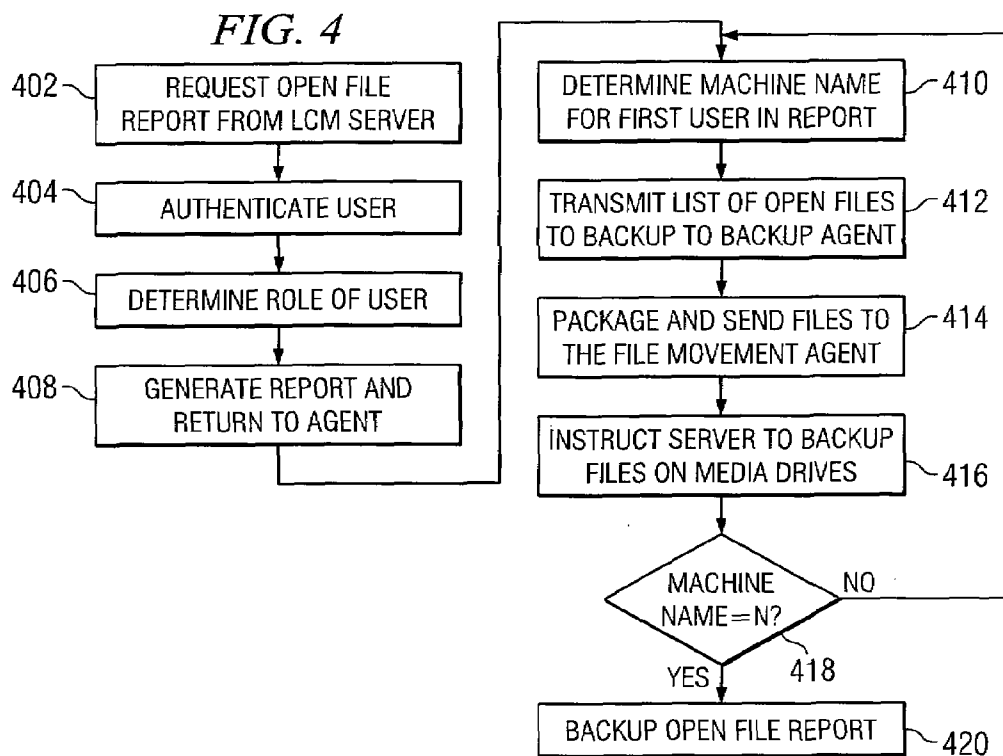 FIG. 4
402
REQUEST OPEN FILE
REPORT FROM LCM SERVER
404
AUTHENTICATE USER
406
DETERMINE ROLE OF USER
408
GENERATE REPORT AND
RETURN TO AGENT
DETERMINE MACHINE NAME
FOR FIRST USER IN REPORT
410
TRANSMIT LIST OF OPEN FILES
TO BACKUP TO BACKUP AGENT
412
PACKAGE AND SEND FILES TO
THE FILE MOVEMENT AGENT
414
INSTRUCT SERVER TO BACKUP
FILES ON MEDIA DRIVES
416
MACHINE
NAME=N?
NO
418
YES
BACKUP OPEN FILE REPORT
420